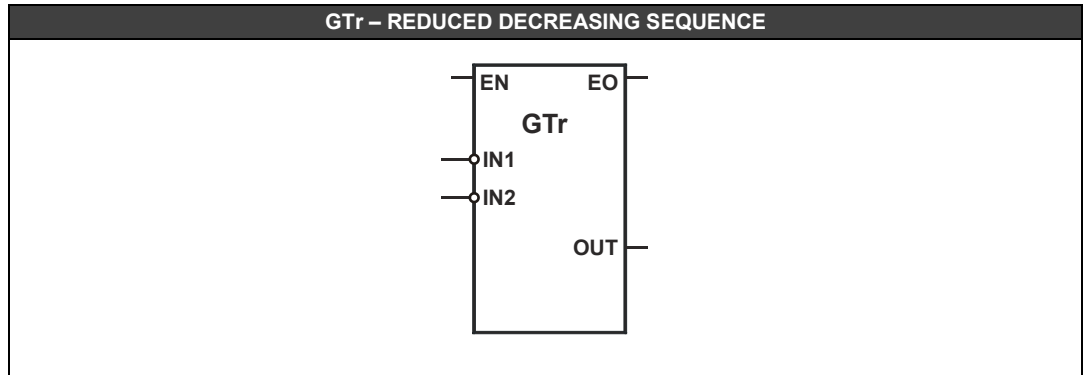 GTr – REDUCED DECREASING SEQUENCE
EN EO
GTr
IN1
IN2
OUT